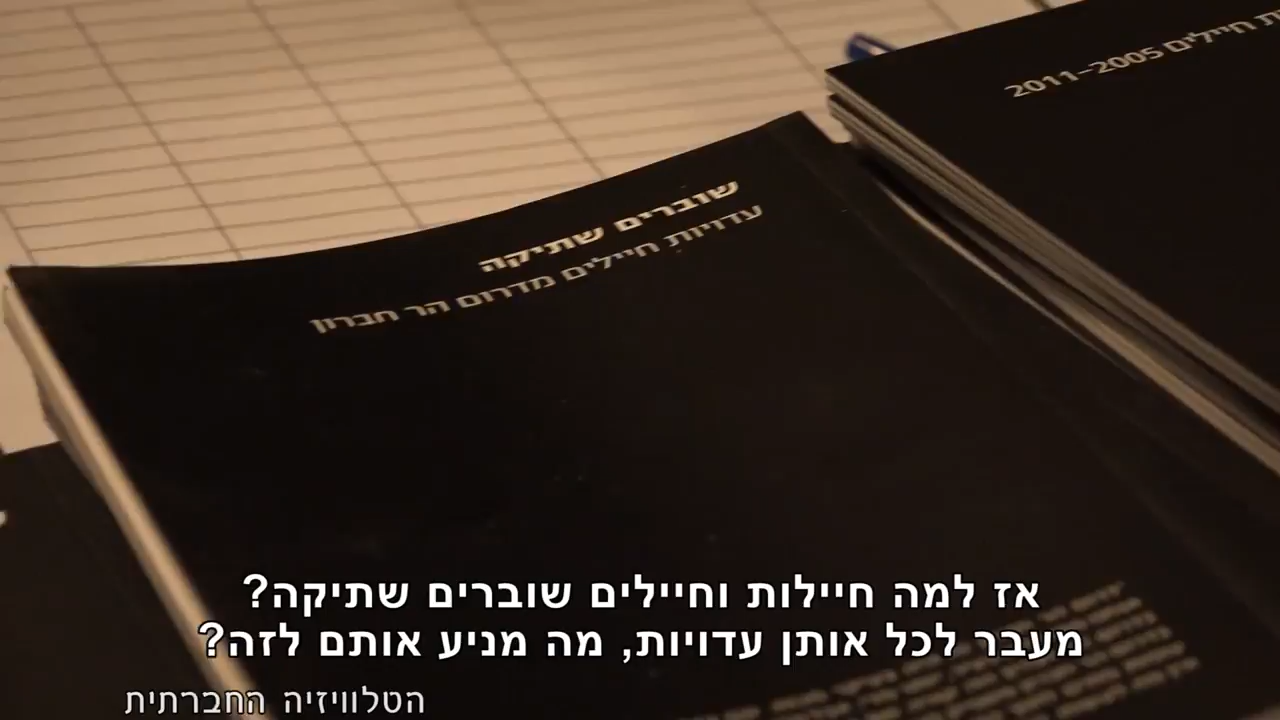 ת חיילים 2005–2011
שוברים שתיקה
עדויות חיילים מדרום הר חברון
אז למה חיילות וחיילים שוברים שתיקה?
מעבר לכל אותן עדויות, מה מניע אותם לזה?
הטלוויזיה החברתית